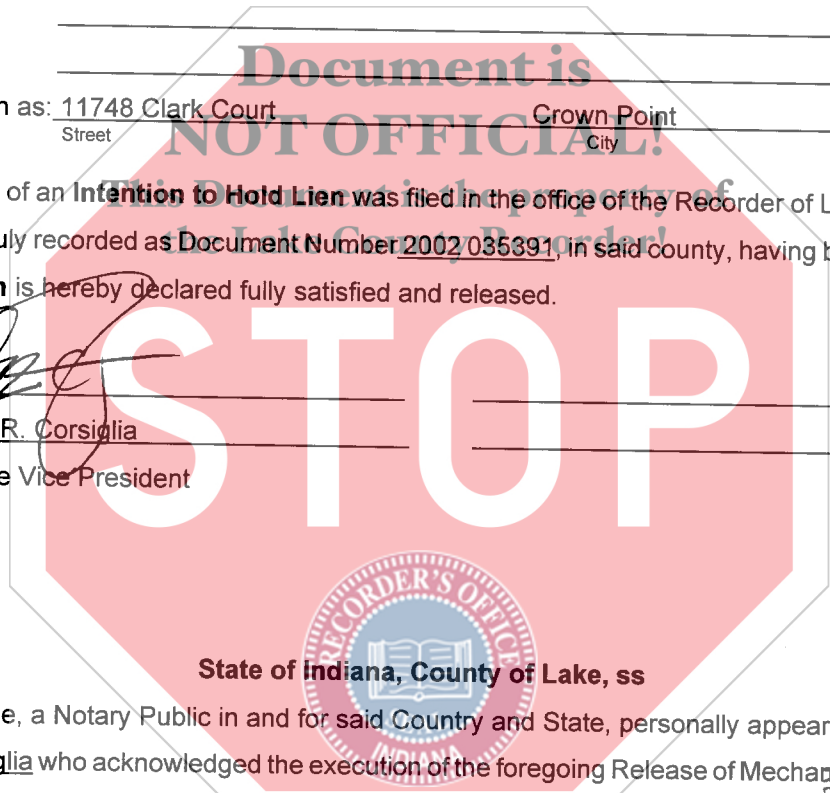 Document is
n as: 11748 Clark Court Crown Point
Street City
NOT OFFICIAL!
of an Intention to Hold Lien was filed in the office of the Recorder of L
This Document is the property of
uly recorded as Document Number 2002 035391, in said county, having b
the Lake County Recorder!
n is hereby declared fully satisfied and released.
STOP
R. Corsiglia
e Vice President
RECORDER'S OFFICE
State of Indiana, County of Lake, ss
e, a Notary Public in and for said Country and State, personally appear
INDIANA
glia who acknowledged the execution of the foregoing Release of Mechan